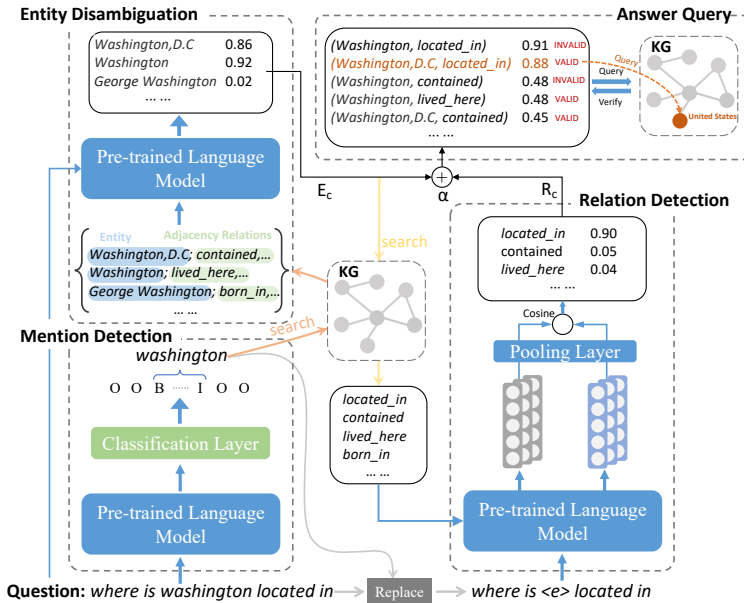 Entity Disambiguation
Washington,D.C 0.86
Washington 0.92
George Washington 0.02
... ...
Pre-trained Language
Model
Entity Adjacency Relations
Washington,D.C; contained,...
Washington; lived_here,...
George Washington; born_in,...
... ...
Mention Detection
washington
O O B ...... I O O
Classification Layer
Pre-trained Language
Model
Question: where is washington located in
Replace
where is <e> located in
Answer Query
(Washington, located_in) 0.91 INVALID
(Washington,D.C, located_in) 0.88 VALID
(Washington, contained) 0.48 INVALID
(Washington, lived_here) 0.48 VALID
(Washington,D.C, contained) 0.45 VALID
... ...
Query
Query
Verify
KG
United States
E_c
α
R_c
search
search
KG
located_in
contained
lived_here
born_in
... ...
Relation Detection
located_in 0.90
contained 0.05
lived_here 0.04
... ...
Cosine
Pooling Layer
Pre-trained Language
Model